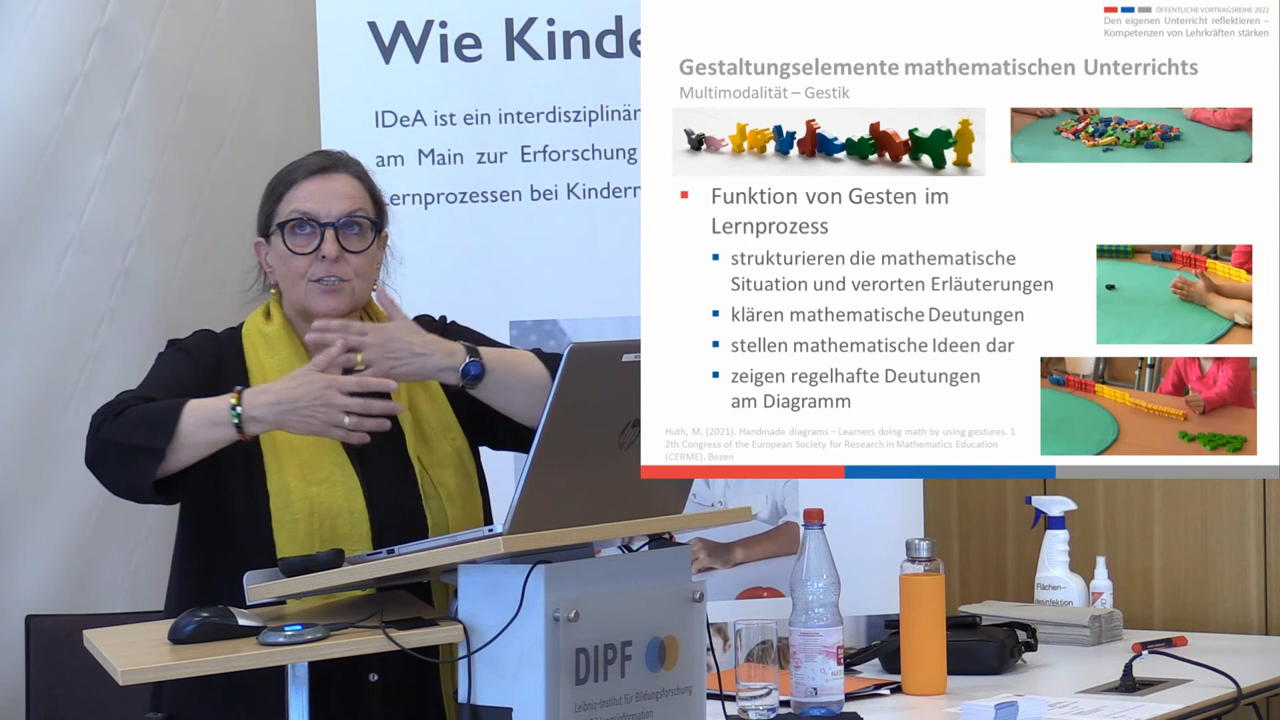 Wie Kinde
IDeA ist ein interdisziplinär
am Main zur Erforschung
Lernprozessen bei Kindern
ÖFFENTLICHE VORTRAGSREIHE 2022
Den eigenen Unterricht reflektieren –
Kompetenzen von Lehrkräften stärken
Gestaltungselemente mathematischen Unterrichts
Multimodalität – Gestik
Funktion von Gesten im
Lernprozess
strukturieren die mathematische
Situation und verorten Erläuterungen
klären mathematische Deutungen
stellen mathematische Ideen dar
zeigen regelhafte Deutungen
am Diagramm
Huth, M, (2021). Handmade diagrams – Learners doing math by using gestures. 1
2th Congress of the European Society for Research in Mathematics Education
(CERME). Bozen
hp
Flächen-
desinfektion
DIPF
Leibniz-Institut für Bildungsforschung
Bildungsinformation